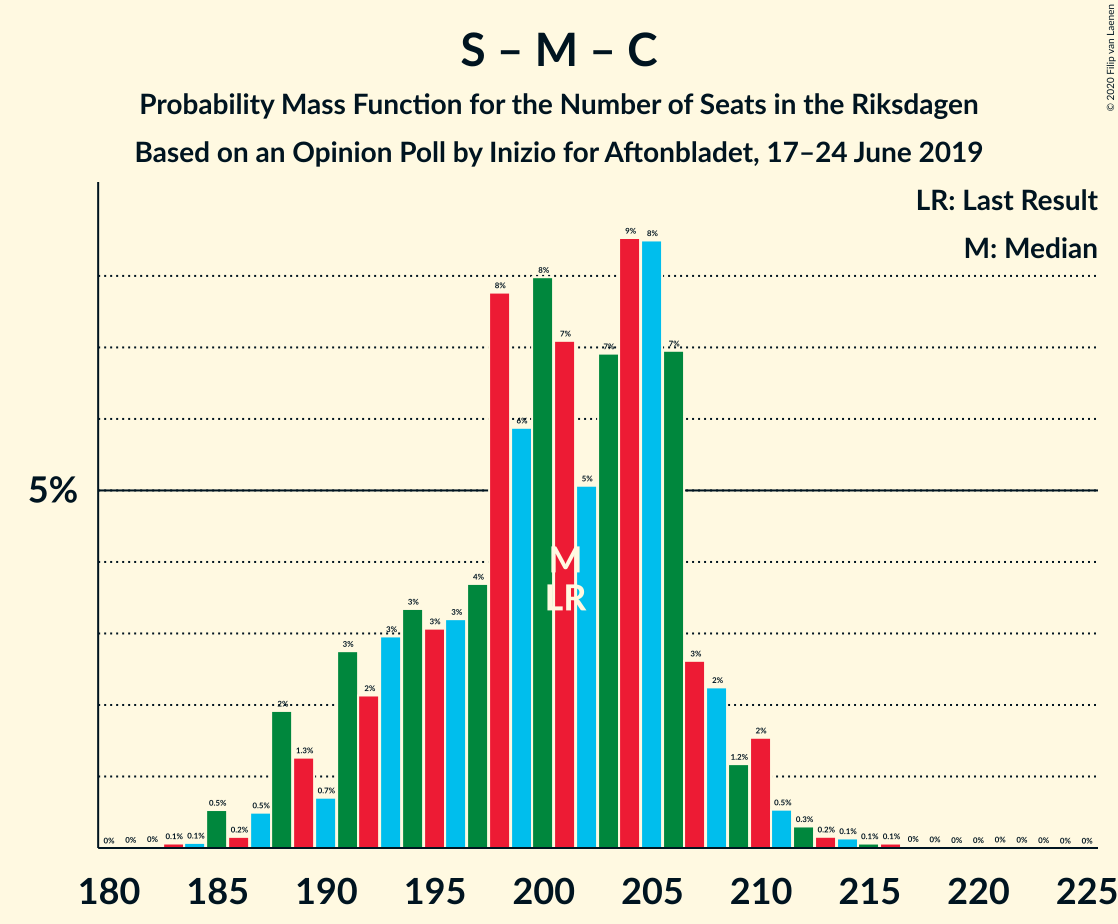 S – M – C
Probability Mass Function for the Number of Seats in the Riksdagen
Based on an Opinion Poll by Inizio for Aftonbladet, 17–24 June 2019
© 2020 Filip van Laenen
LR: Last Result
M: Median
5%
0% 0% 0% 0.1% 0.1% 0.5% 0.2% 0.5% 2% 1.3% 0.7% 3% 2% 3% 3% 3% 3% 4% 8% 6% 8% 7% 5% 7% 9% 8% 7% 3% 2% 1.2% 2% 0.5% 0.3% 0.2% 0.1% 0.1% 0.1% 0% 0% 0% 0% 0% 0% 0% 0% 0%
M
LR
180 185 190 195 200 205 210 215 220 225